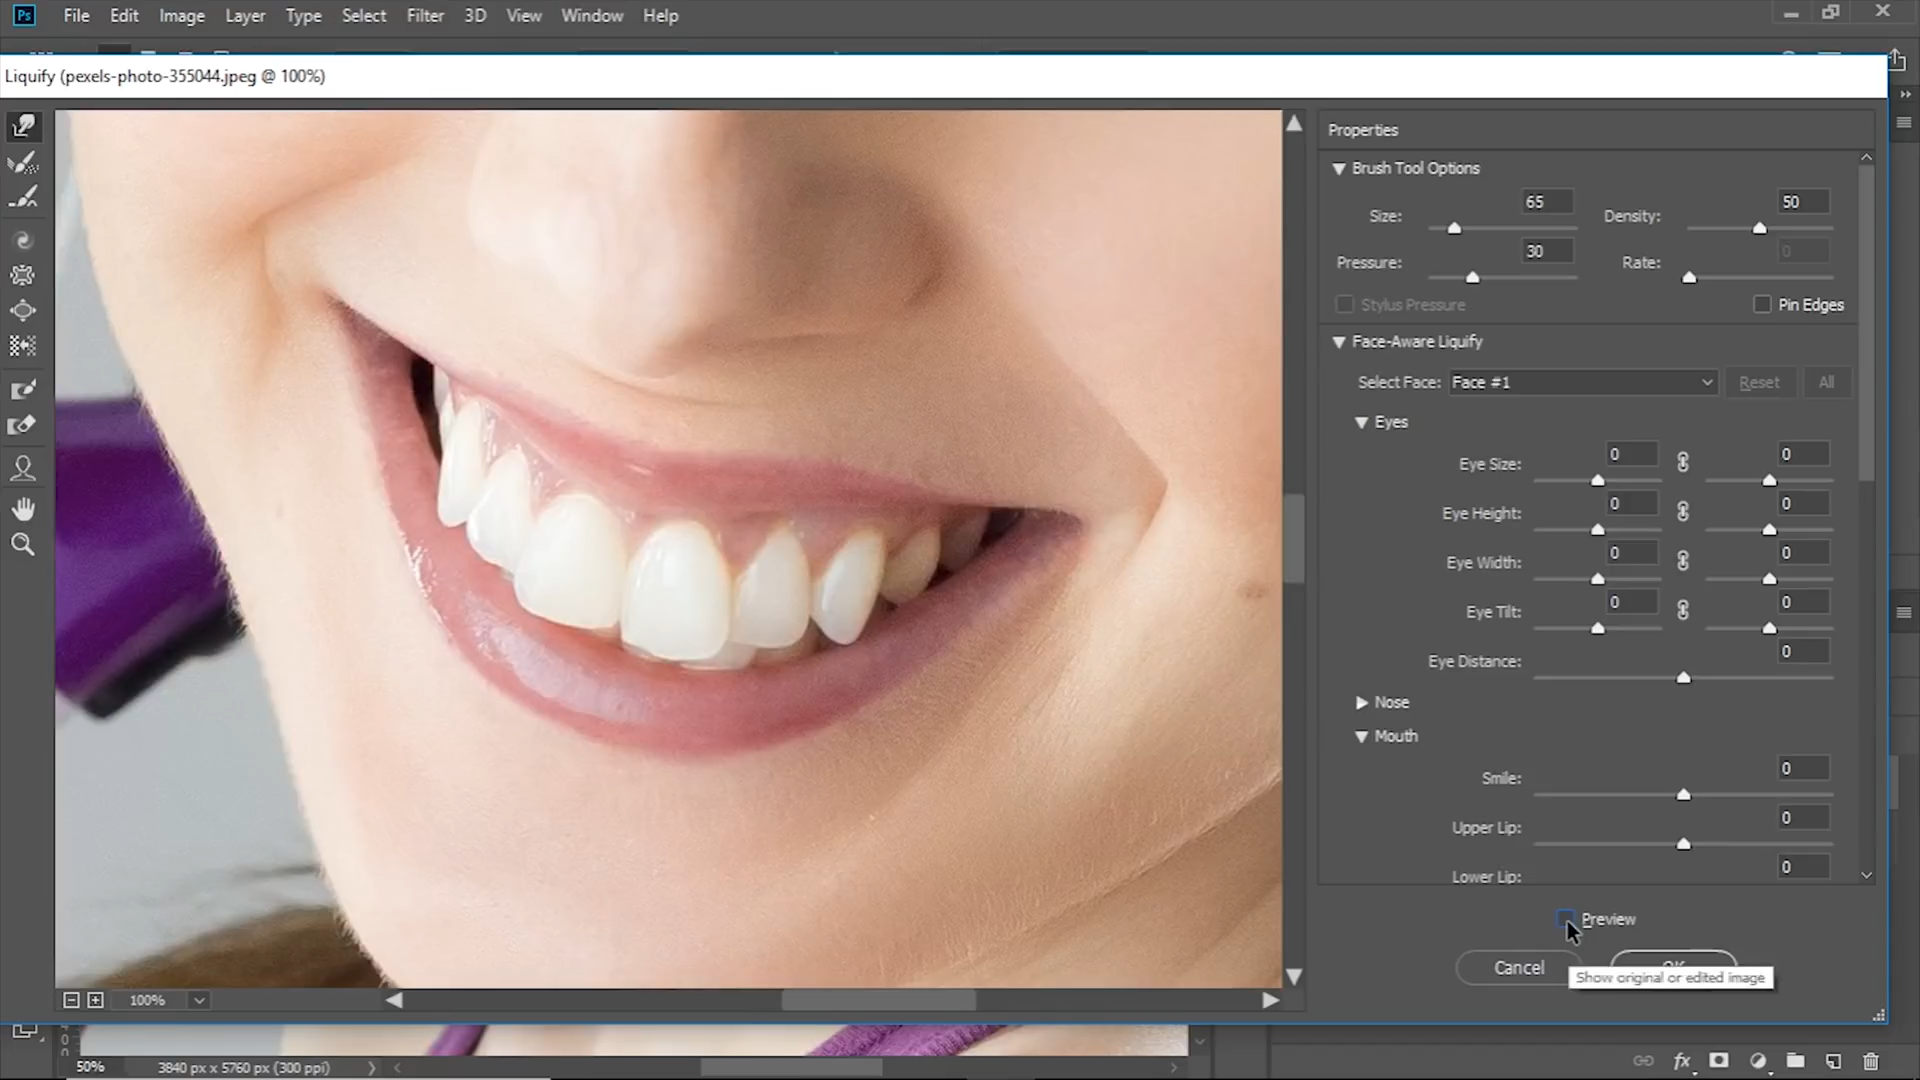 Ps File Edit Image Layer Type Select Filter 3D View Window Help
Liquify (pexels-photo-355044.jpeg @ 100%)
Properties
Brush Tool Options
Size: 65 Density: 50
Pressure: 30 Rate: 0
Stylus Pressure Pin Edges
Face-Aware Liquify
Select Face: Face #1 Reset All
Eyes
Eye Size: 0 0
Eye Height: 0 0
Eye Width: 0 0
Eye Tilt: 0 0
Eye Distance: 0
Nose
Mouth
Smile: 0
Upper Lip: 0
Lower Lip: 0
Preview
Cancel
Show original or edited image
100%
50% 3840 px x 5760 px (300 ppi)
fx